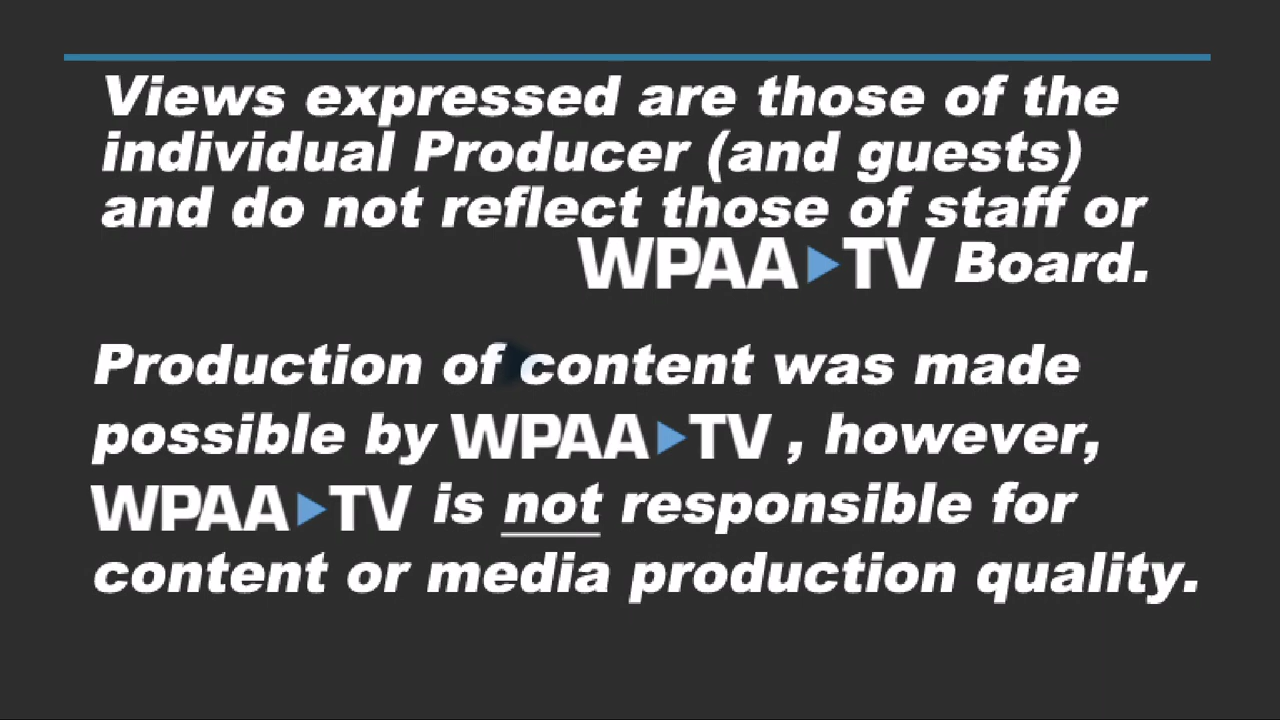 Views expressed are those of the
individual Producer (and guests)
and do not reflect those of staff or
WPAA TV Board.
Production of content was made
possible by WPAA TV , however,
WPAA TV is not responsible for
content or media production quality.